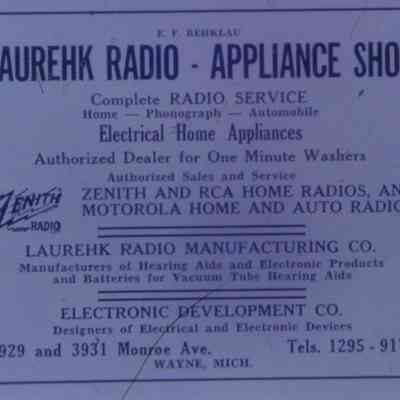 E. F. REHKLAU
AUREHK RADIO - APPLIANCE SHO
Complete RADIO SERVICE
Home — Phonograph — Automobile
Electrical Home Appliances
Authorized Dealer for One Minute Washers
Authorized Sales and Service
ZENITH RADIO
ZENITH AND RCA HOME RADIOS, AN
MOTOROLA HOME AND AUTO RADIO
LAUREHK RADIO MANUFACTURING CO.
Manufacturers of Hearing Aids and Electronic Products
and Batteries for Vacuum Tube Hearing Aids
ELECTRONIC DEVELOPMENT CO.
Designers of Electrical and Electronic Devices
929 and 3931 Monroe Ave. Tels. 1295 - 917
WAYNE, MICH.